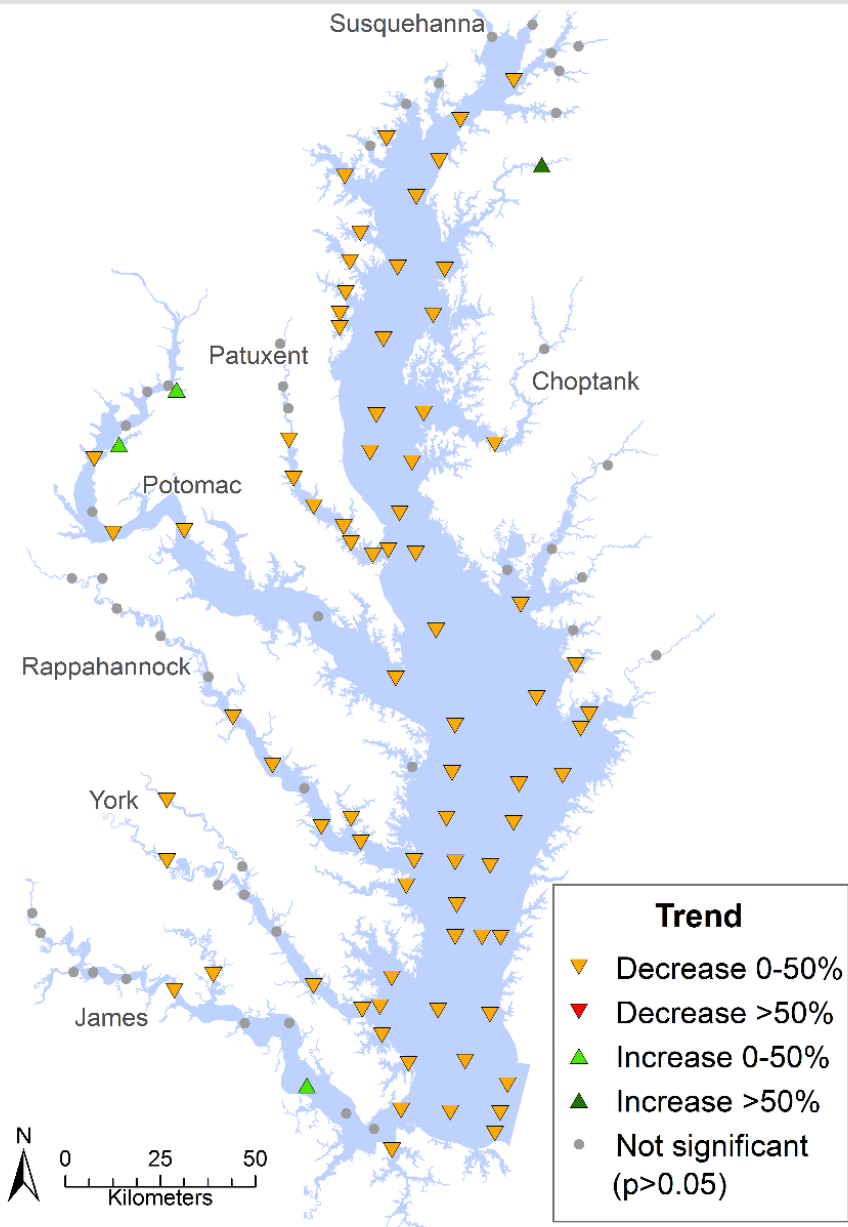 Susquehanna
Patuxent
Choptank
Potomac
Rappahannock
York
James
N
0 25 50
Kilometers
Trend
Decrease 0-50%
Decrease >50%
Increase 0-50%
Increase >50%
Not significant
(p>0.05)